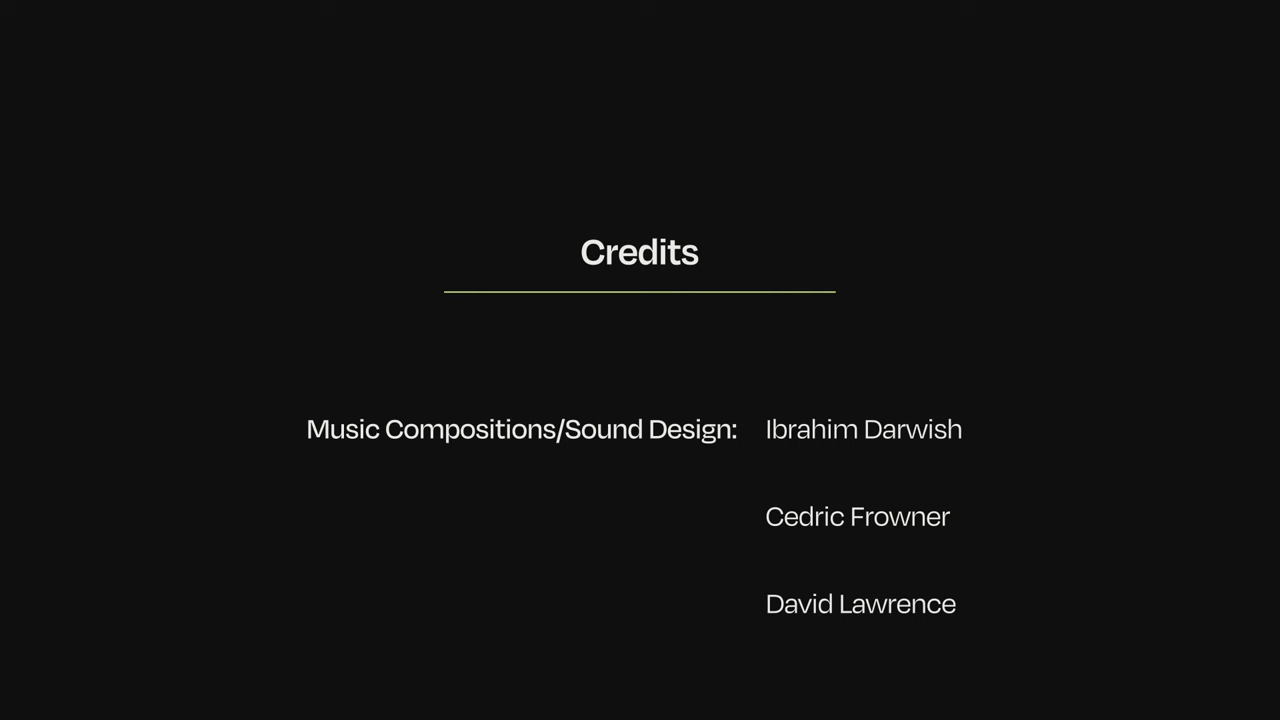 Credits
Music Compositions/Sound Design: Ibrahim Darwish
Cedric Frowner
David Lawrence